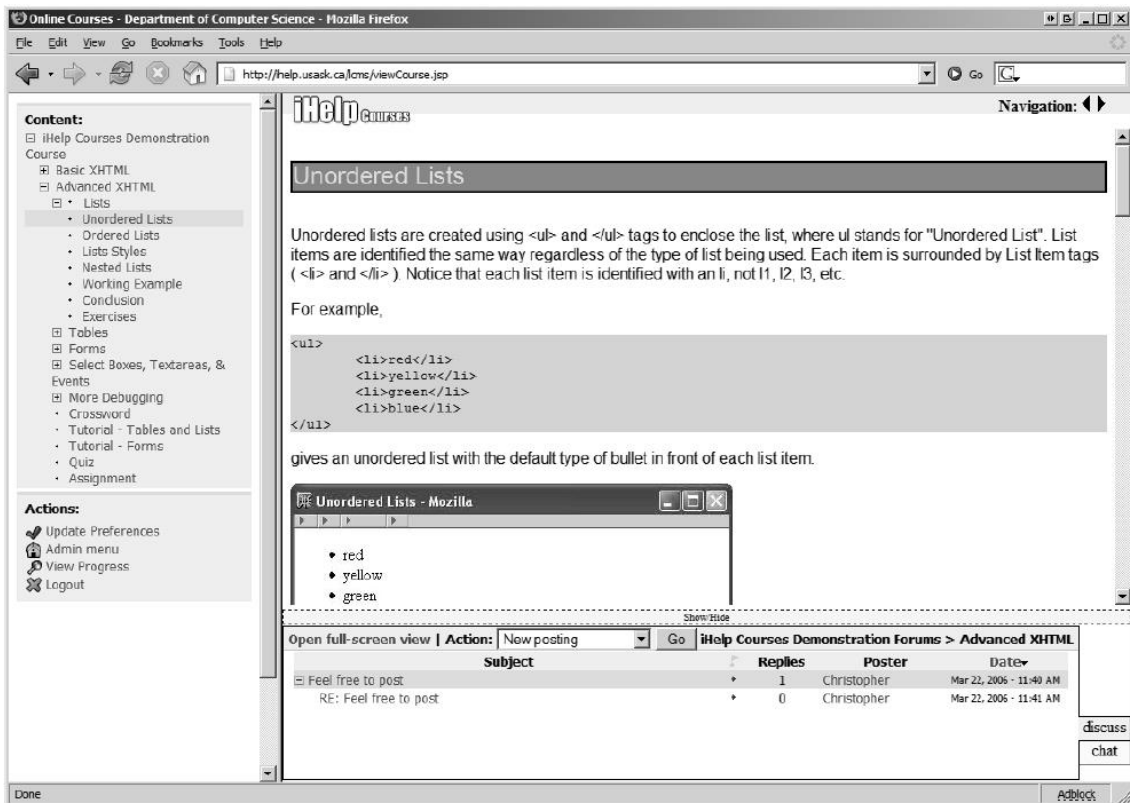 Online Courses - Department of Computer Science - Mozilla Firefox
File Edit View Go Bookmarks Tools Help
http://help.usask.ca/lcms/viewCourse.jsp
Go
G
Content:
iHelp Courses Demonstration
Course
Basic XHTML
Advanced XHTML
Lists
Unordered Lists
Ordered Lists
Lists Styles
Nested Lists
Working Example
Conclusion
Exercises
Tables
Forms
Select Boxes, Textareas, &
Events
More Debugging
Crossword
Tutorial - Tables and Lists
Tutorial - Forms
Quiz
Assignment
Actions:
Update Preferences
Admin menu
View Progress
Logout
iHelp COURSES
Navigation:
Unordered Lists
Unordered lists are created using <ul> and </ul> tags to enclose the list, where ul stands for "Unordered List". List
items are identified the same way regardless of the type of list being used. Each item is surrounded by List Item tags
( <li> and </li> ). Notice that each list item is identified with an li, not l1, l2, l3, etc.
For example,
<ul>
<li>red</li>
<li>yellow</li>
<li>green</li>
<li>blue</li>
</ul>
gives an unordered list with the default type of bullet in front of each list item.
Unordered Lists - Mozilla
• red
• yellow
• green
Show/Hide
Open full-screen view | Action: New posting Go iHelp Courses Demonstration Forums > Advanced XHTML
Subject Replies Poster Date
Feel free to post 1 Christopher Mar 22, 2006 - 11:40 AM
RE: Feel free to post 0 Christopher Mar 22, 2006 - 11:41 AM
discuss
chat
Done
Adblock